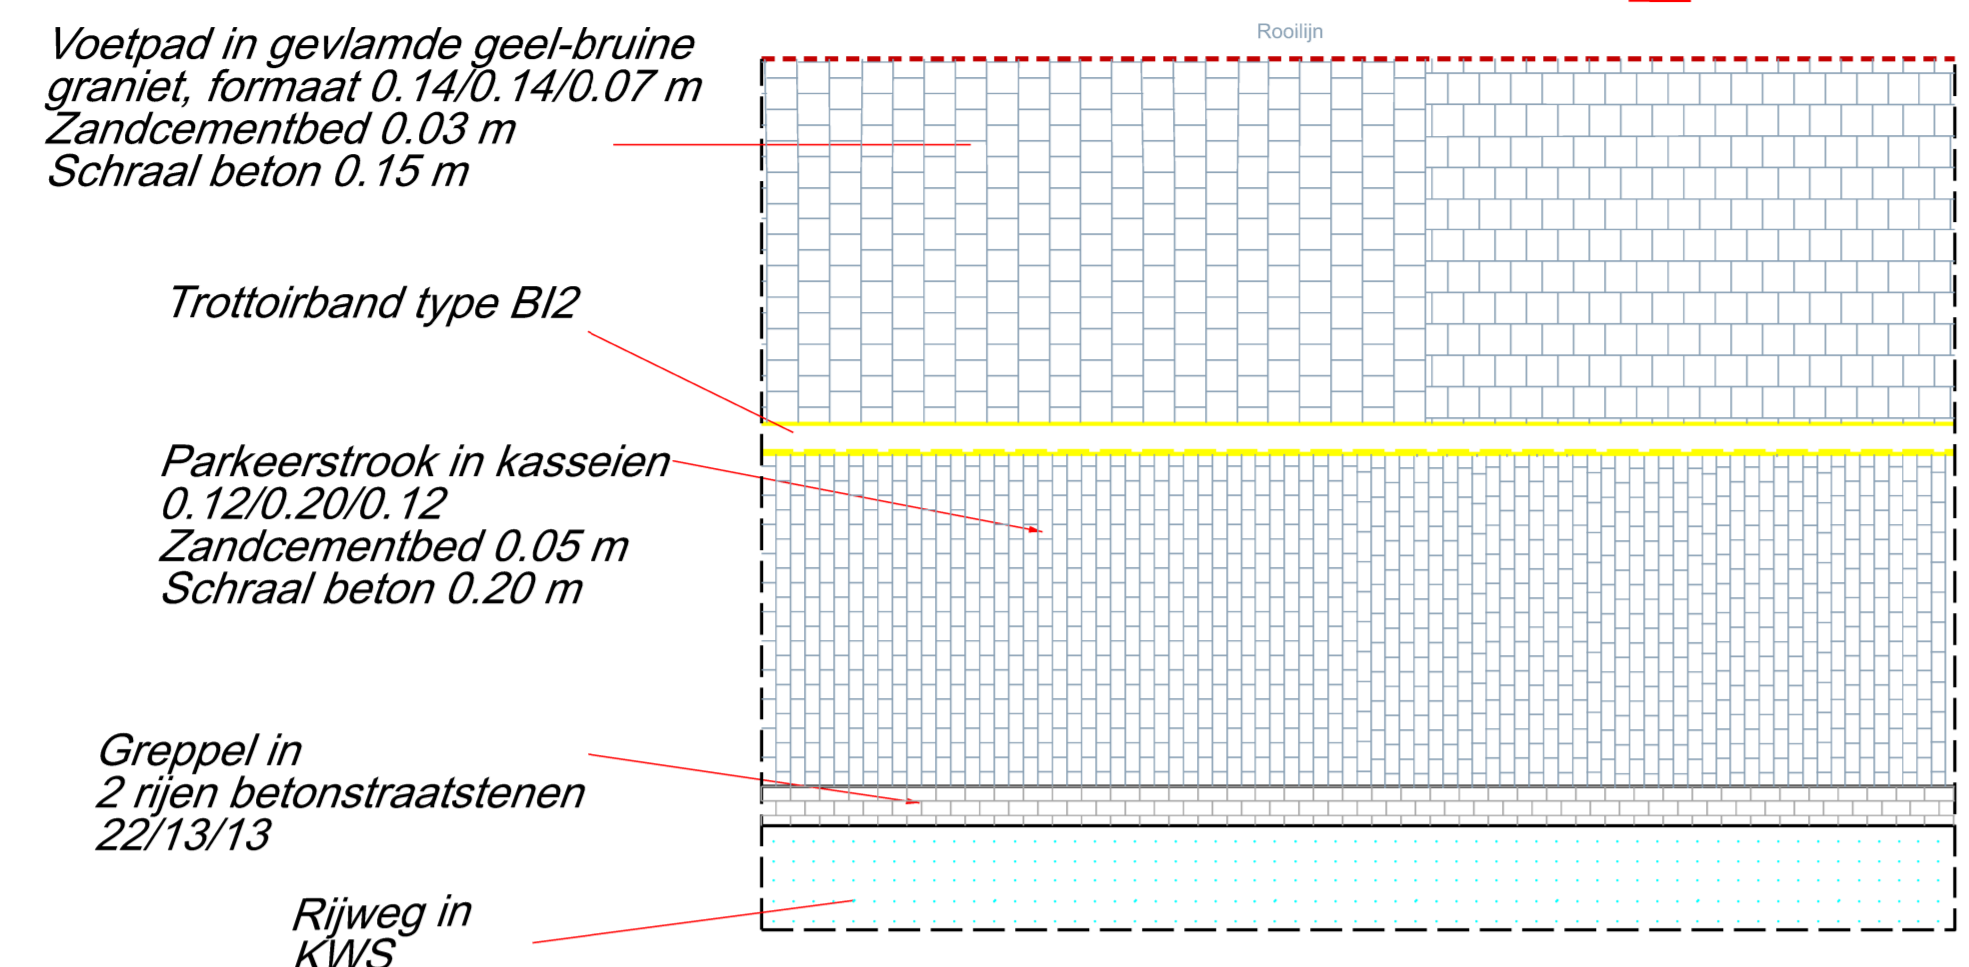 Rooilijn
Voetpad in gevlamde geel-bruine
graniet, formaat 0.14/0.14/0.07 m
Zandcementbed 0.03 m
Schraal beton 0.15 m
Trottoirband type BI2
Parkeerstrook in kasseien
0.12/0.20/0.12
Zandcementbed 0.05 m
Schraal beton 0.20 m
Greppel in
2 rijen betonstraatstenen
22/13/13
Rijweg in
KWS